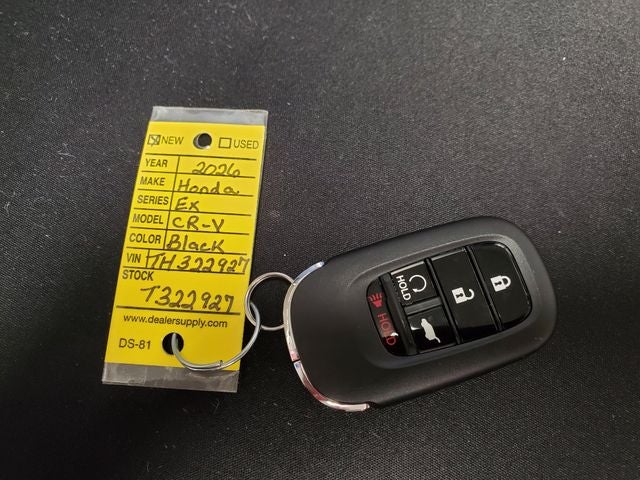 NEW USED
YEAR 2026
MAKE Honda
SERIES Ex
MODEL CR-V
COLOR Black
VIN TH322927
STOCK
T322927
www.dealersupply.com
DS-81
HOLD
HOLD